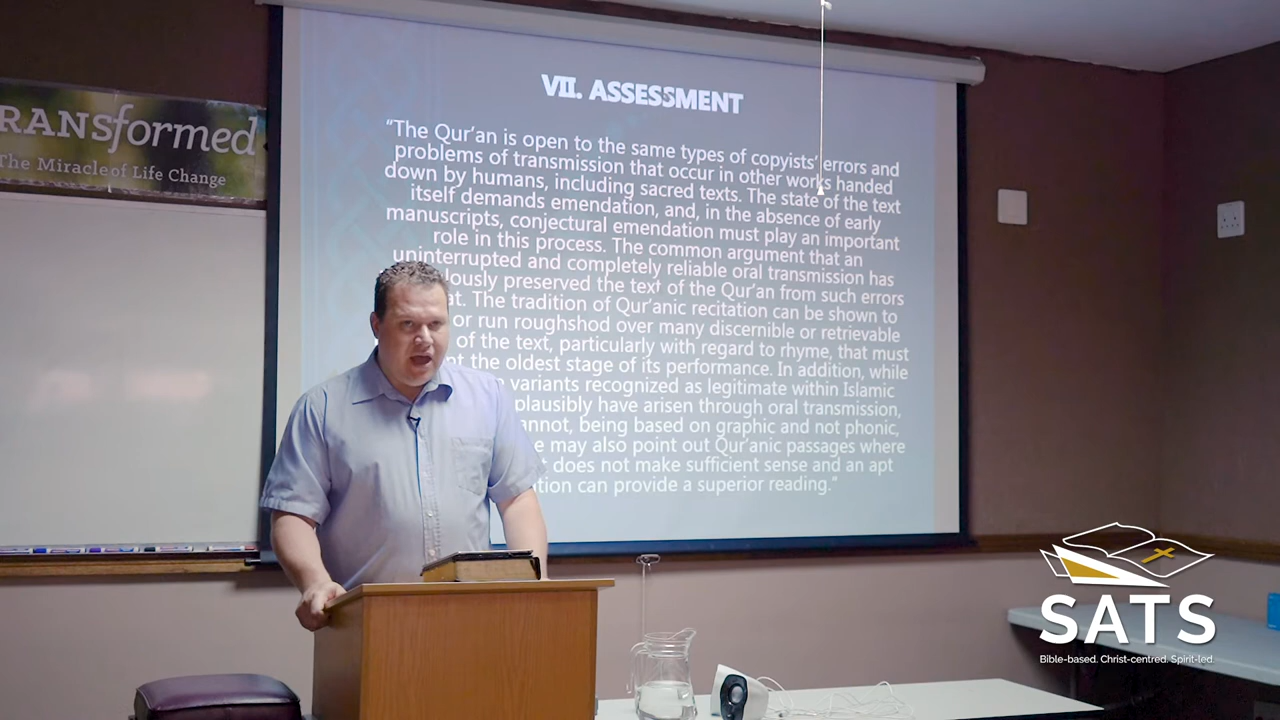 RANsformed
The Miracle of Life Change
VII. ASSESSMENT
“The Qur’an is open to the same types of copyists’ errors and
problems of transmission that occur in other works handed
down by humans, including sacred texts. The state of the text
itself demands emendation, and, in the absence of early
manuscripts, conjectural emendation must play an important
role in this process. The common argument that an
uninterrupted and completely reliable oral transmission has
lously preserved the text of the Qur’an from such errors
at. The tradition of Qur’anic recitation can be shown to
or run roughshod over many discernible or retrievable
of the text, particularly with regard to rhyme, that must
nt the oldest stage of its performance. In addition, while
variants recognized as legitimate within Islamic
plausibly have arisen through oral transmission,
annot, being based on graphic and not phonic,
e may also point out Qur’anic passages where
does not make sufficient sense and an apt
tion can provide a superior reading.”
SATS
Bible-based. Christ-centred. Spirit-led.